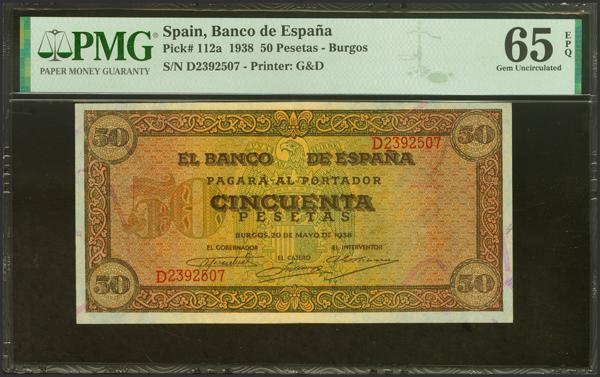 PMG
PAPER MONEY GUARANTY
Spain, Banco de España
Pick# 112a 1938 50 Pesetas - Burgos
S/N D2392507 - Printer: G&D
65 EPQ
Gem Uncirculated
50
50
D2392507
EL BANCO DE ESPAÑA
PAGARÁ AL PORTADOR
50
CINCUENTA
PESETAS
BURGOS, 20 DE MAYO DE 1938
EL GOBERNADOR
EL CAJERO
EL INTERVENTOR
D2392507
50
50